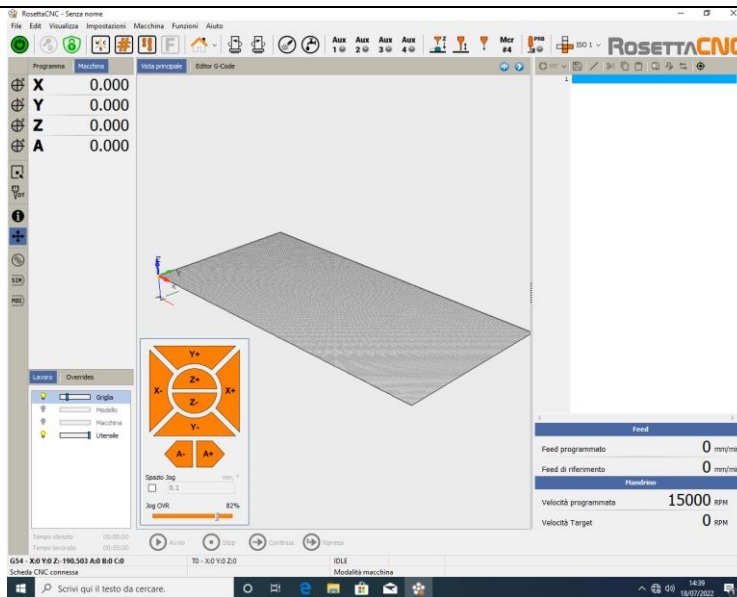 RosettaCNC - Senza nome
File Edit Visualizza Impostazioni Macchina Funzioni Aiuto
Aux 1 Aux 2 Aux 3 Aux 4
Mcr #4
ISO 1
ROSETTACNC
Programma Macchina
Vista principale Editor G-Code
1
X 0.000
Y 0.000
Z 0.000
A 0.000
SIM
MDI
Lavoro Overrides
Griglia
Modello
Macchina
Utensile
Y+
Z+
X- X+
Z-
Y-
A- A+
Spazio Jog mm, °
0.1
Jog OVR 82%
Feed
Feed programmato 0 mm/min
Feed di riferimento 0 mm/min
Mandrino
Velocità programmata 15000 RPM
Velocità Target 0 RPM
Tempo stimato 00:00:00
Tempo lavorato 00:00:00
Avvio Stop Continua Ripresa
G54 - X:0 Y:0 Z:-190.503 A:0 B:0 C:0
T0 - X:0 Y:0 Z:0
IDLE
Scheda CNC connessa
Modalità macchina
Scrivi qui il testo da cercare.
14:39
18/07/2022